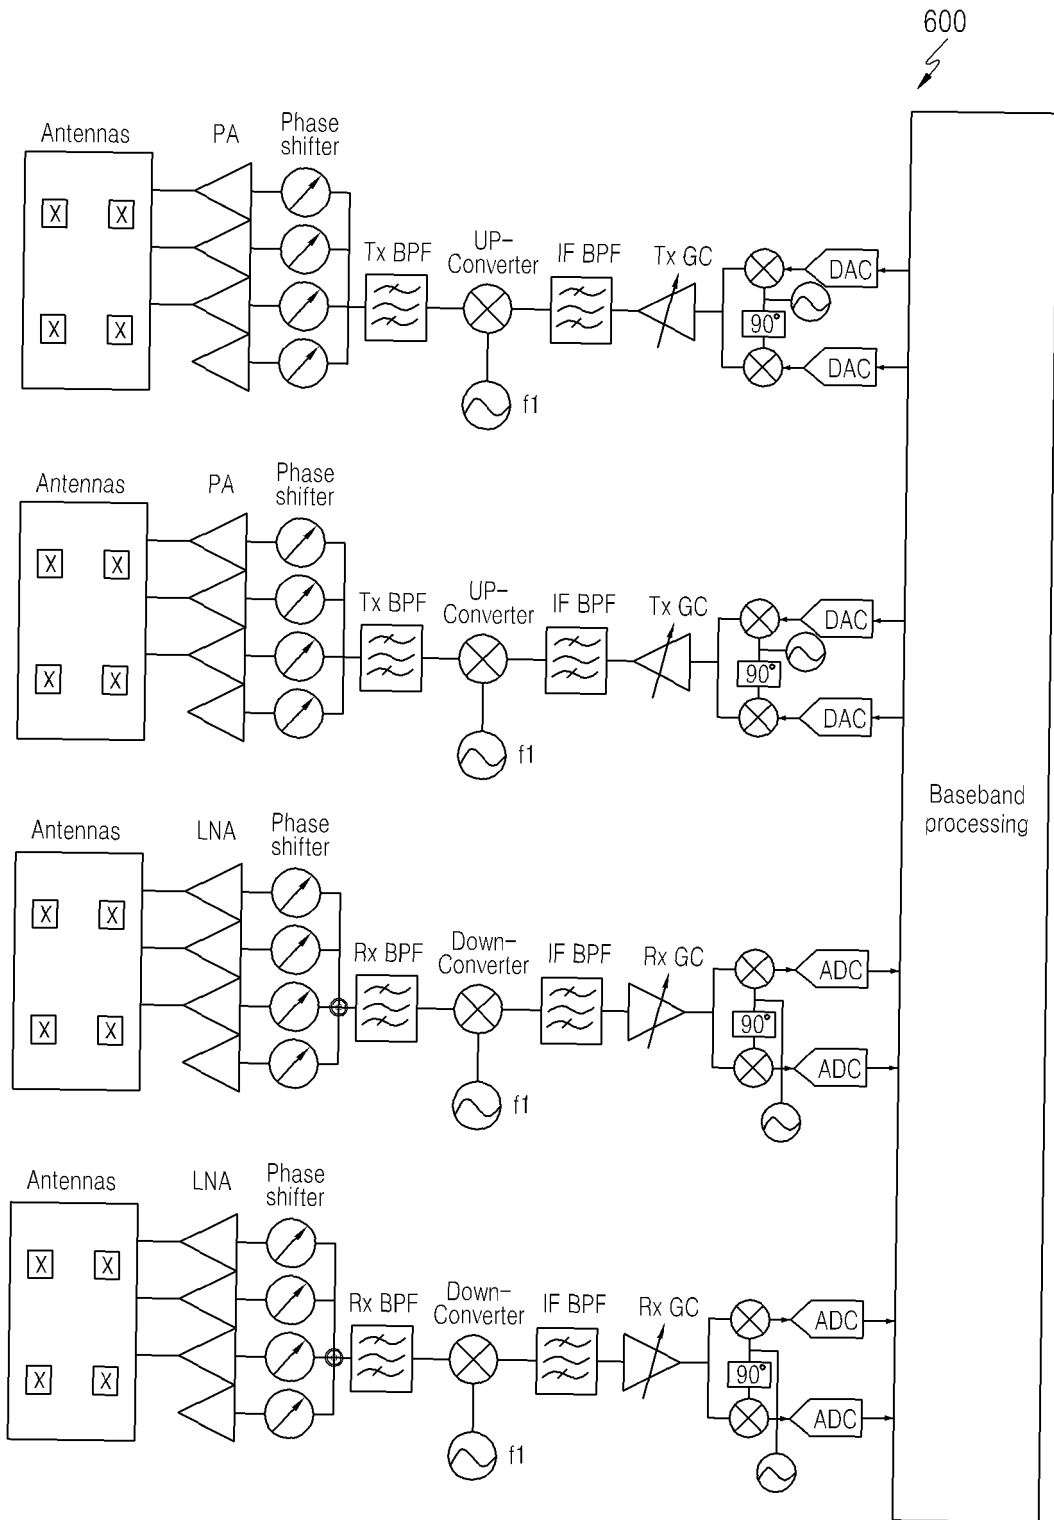 600
Antennas
PA
Phase
shifter
Tx BPF
UP-
Converter
IF BPF
Tx GC
DAC
90°
DAC
X X
X X
f1
Antennas
PA
Phase
shifter
Tx BPF
UP-
Converter
IF BPF
Tx GC
DAC
90°
DAC
X X
X X
f1
Baseband
processing
Antennas
LNA
Phase
shifter
Rx BPF
Down-
Converter
IF BPF
Rx GC
ADC
90°
ADC
X X
X X
f1
Antennas
LNA
Phase
shifter
Rx BPF
Down-
Converter
IF BPF
Rx GC
ADC
90°
ADC
X X
X X
f1